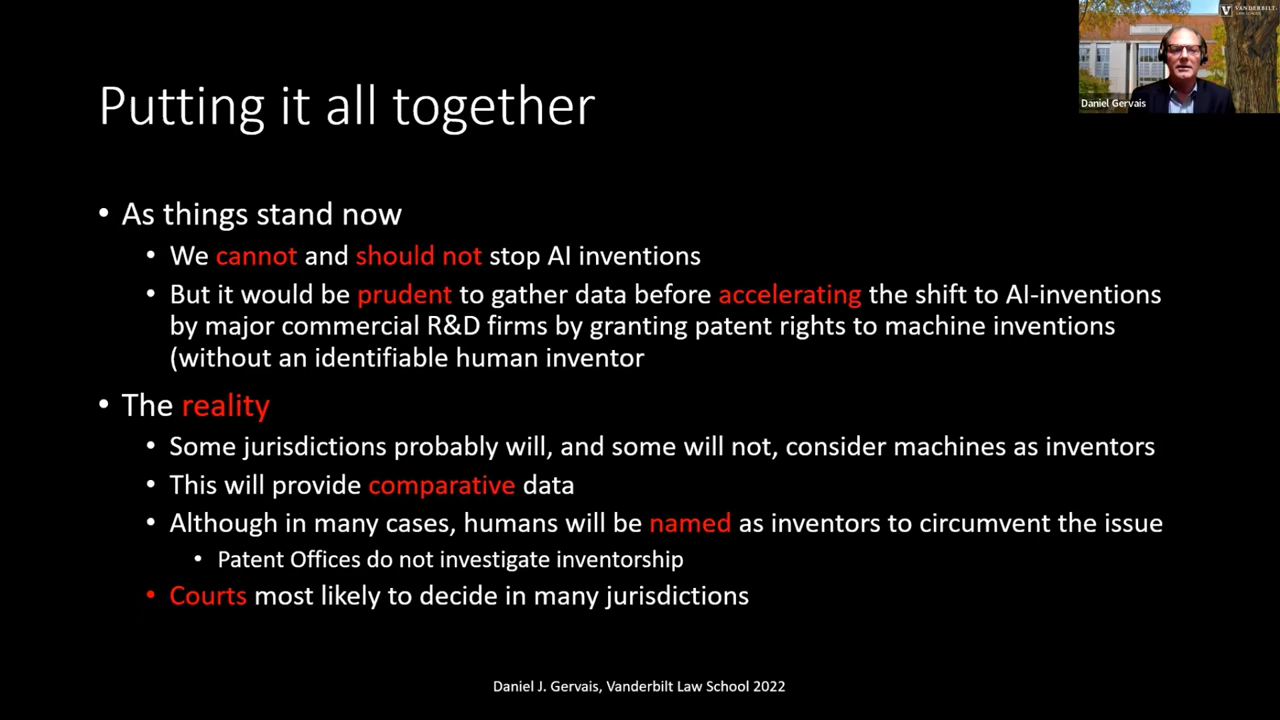 VANDERBILT
LAW SCHOOL
Daniel Gervais
Putting it all together
• As things stand now
• We cannot and should not stop AI inventions
• But it would be prudent to gather data before accelerating the shift to AI-inventions
by major commercial R&D firms by granting patent rights to machine inventions
(without an identifiable human inventor
• The reality
• Some jurisdictions probably will, and some will not, consider machines as inventors
• This will provide comparative data
• Although in many cases, humans will be named as inventors to circumvent the issue
• Patent Offices do not investigate inventorship
• Courts most likely to decide in many jurisdictions
Daniel J. Gervais, Vanderbilt Law School 2022